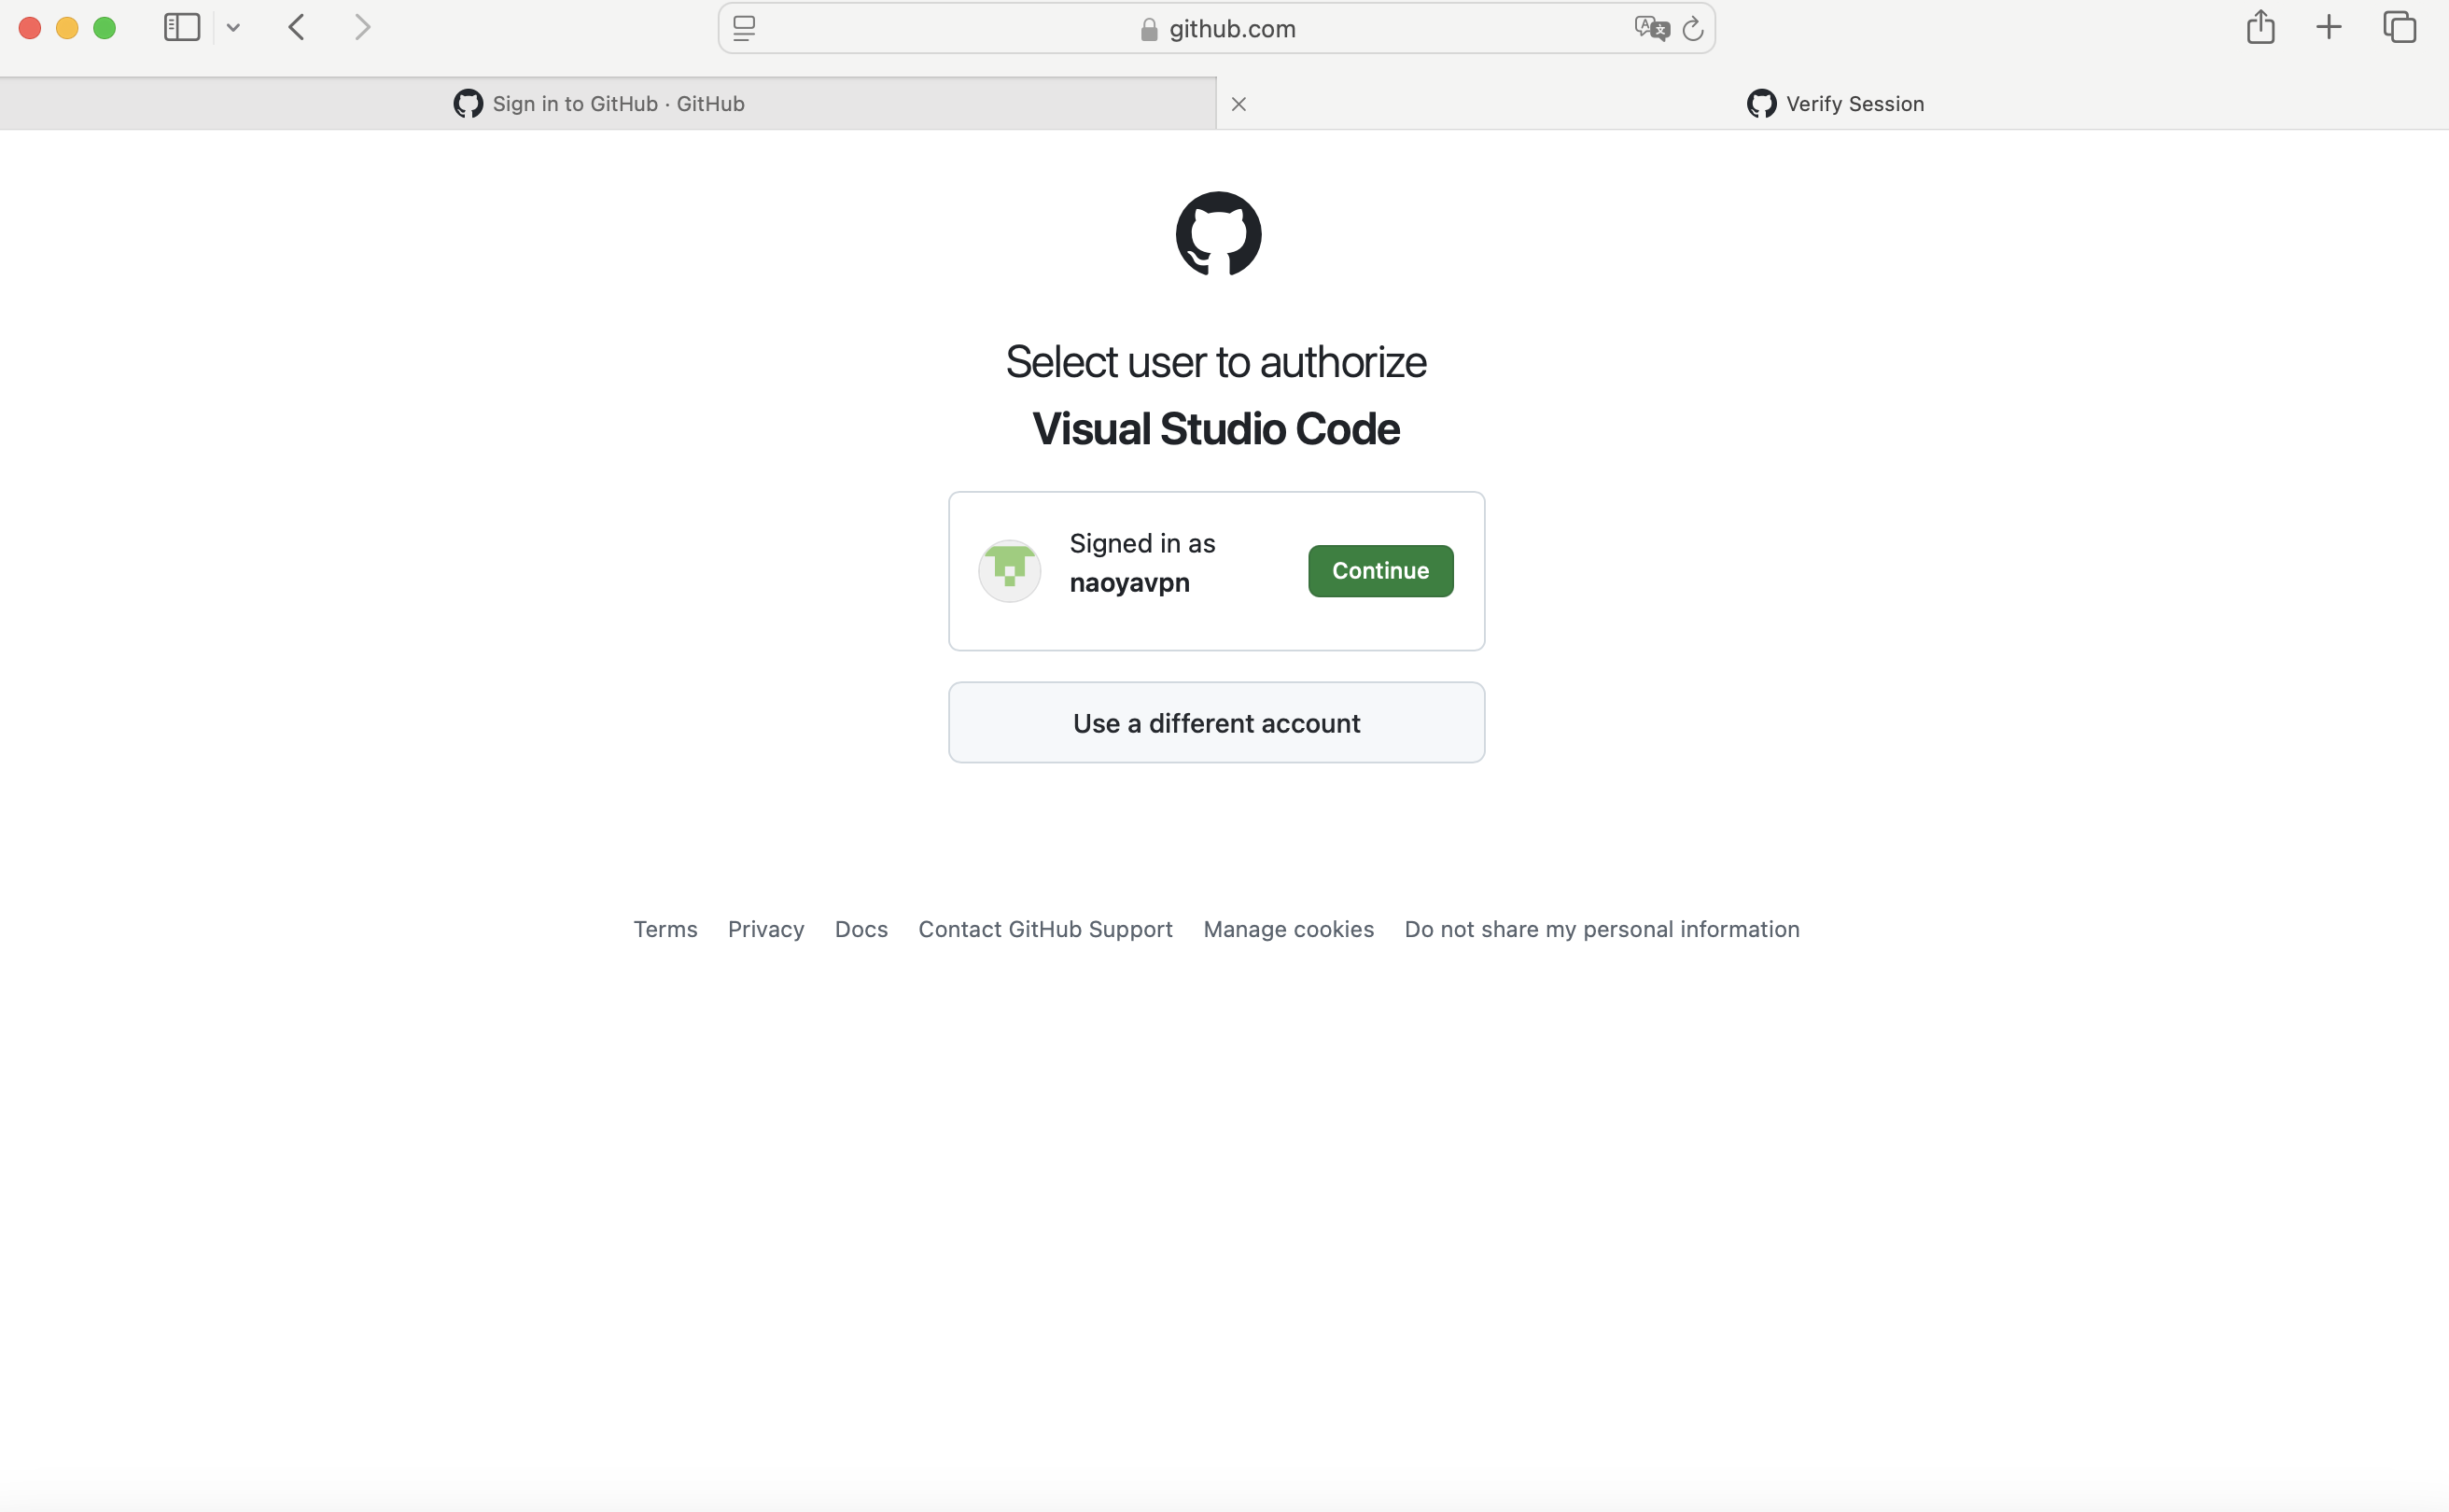 github.com
Sign in to GitHub · GitHub
Verify Session
Select user to authorize
Visual Studio Code
Signed in as
naoyavpn
Continue
Use a different account
Terms Privacy Docs Contact GitHub Support Manage cookies Do not share my personal information